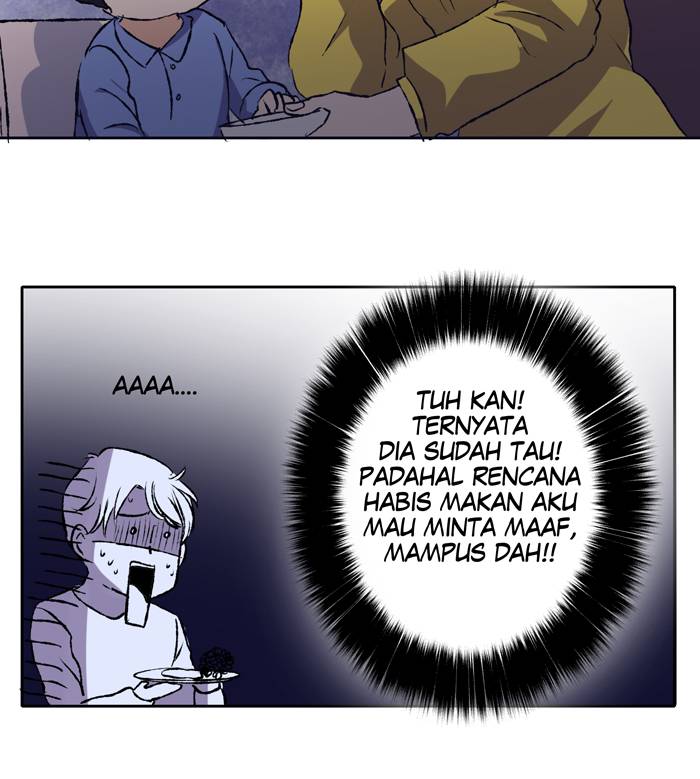 AAAA....
TUH KAN!
TERNYATA
DIA SUDAH TAU!
PADAHAL RENCANA
HABIS MAKAN AKU
MAU MINTA MAAF,
MAMPUS DAH!!